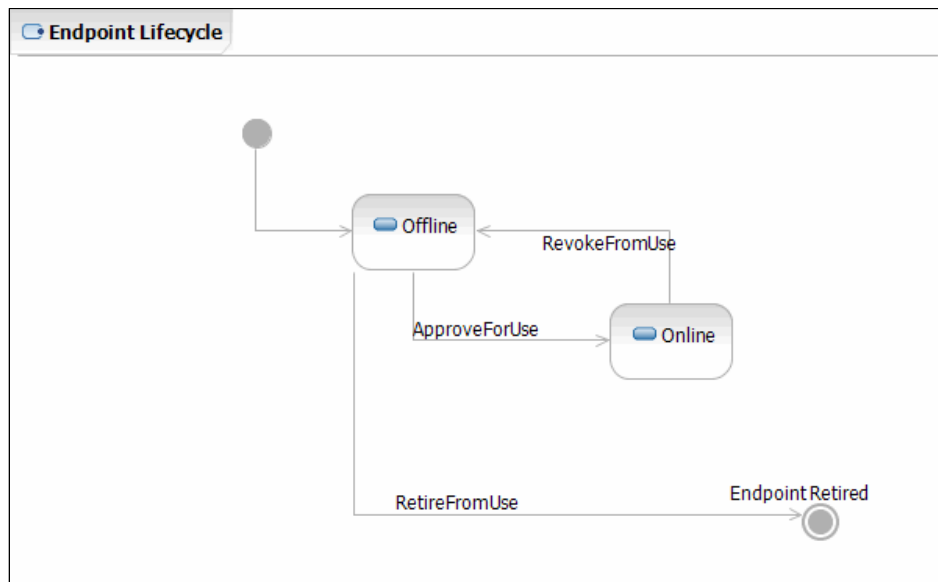 Endpoint Lifecycle
Offline
RevokeFromUse
ApproveForUse
Online
Endpoint Retired
RetireFromUse